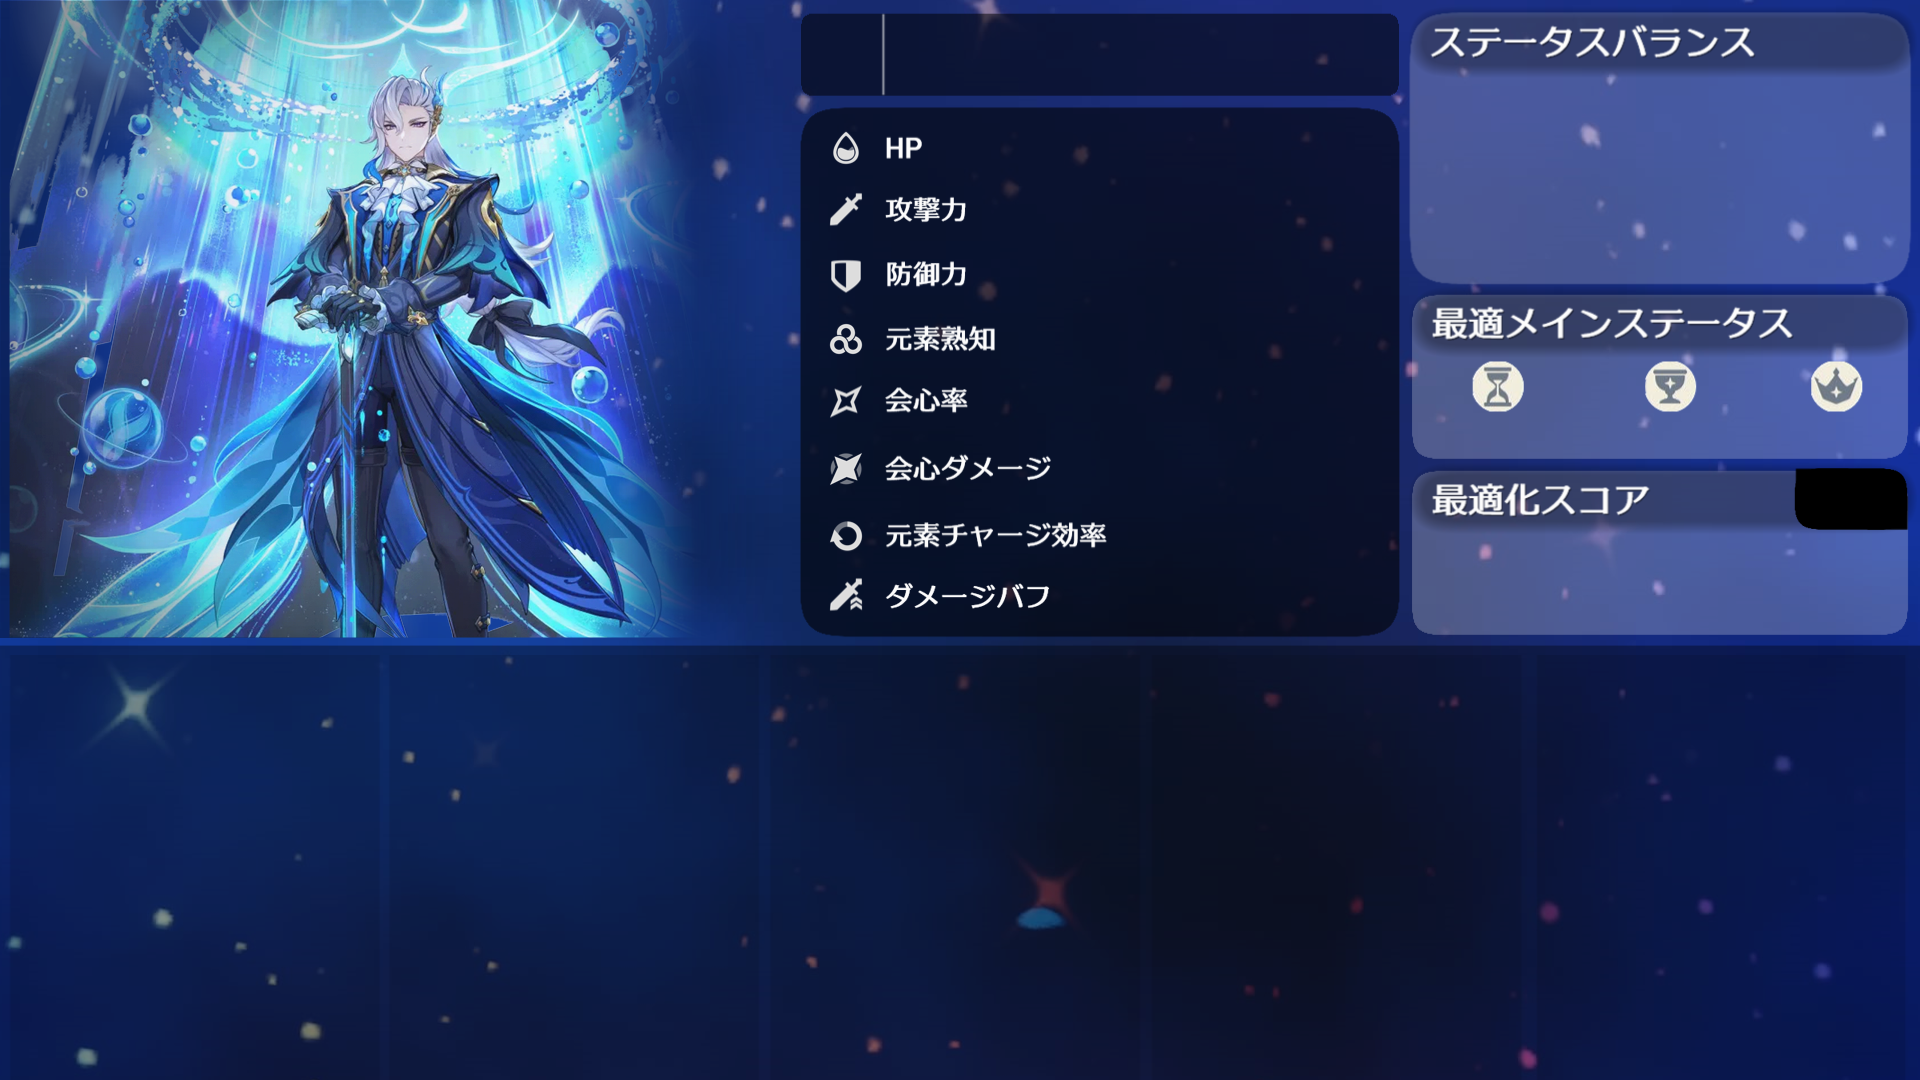 HP
攻撃力
防御力
元素熟知
会心率
会心ダメージ
元素チャージ効率
ダメージバフ
ステータスバランス
最適メインステータス
最適化スコア